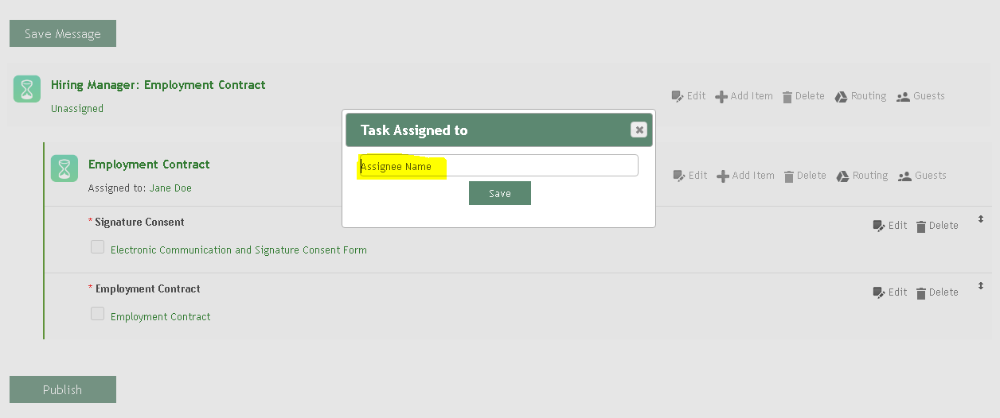 Save Message
Hiring Manager: Employment Contract
Unassigned
Edit Add Item Delete Routing Guests
Task Assigned to
Assignee Name
Save
Employment Contract
Assigned to: Jane Doe
Edit Add Item Delete Routing Guests
* Signature Consent
Edit Delete
Electronic Communication and Signature Consent Form
* Employment Contract
Edit Delete
Employment Contract
Publish